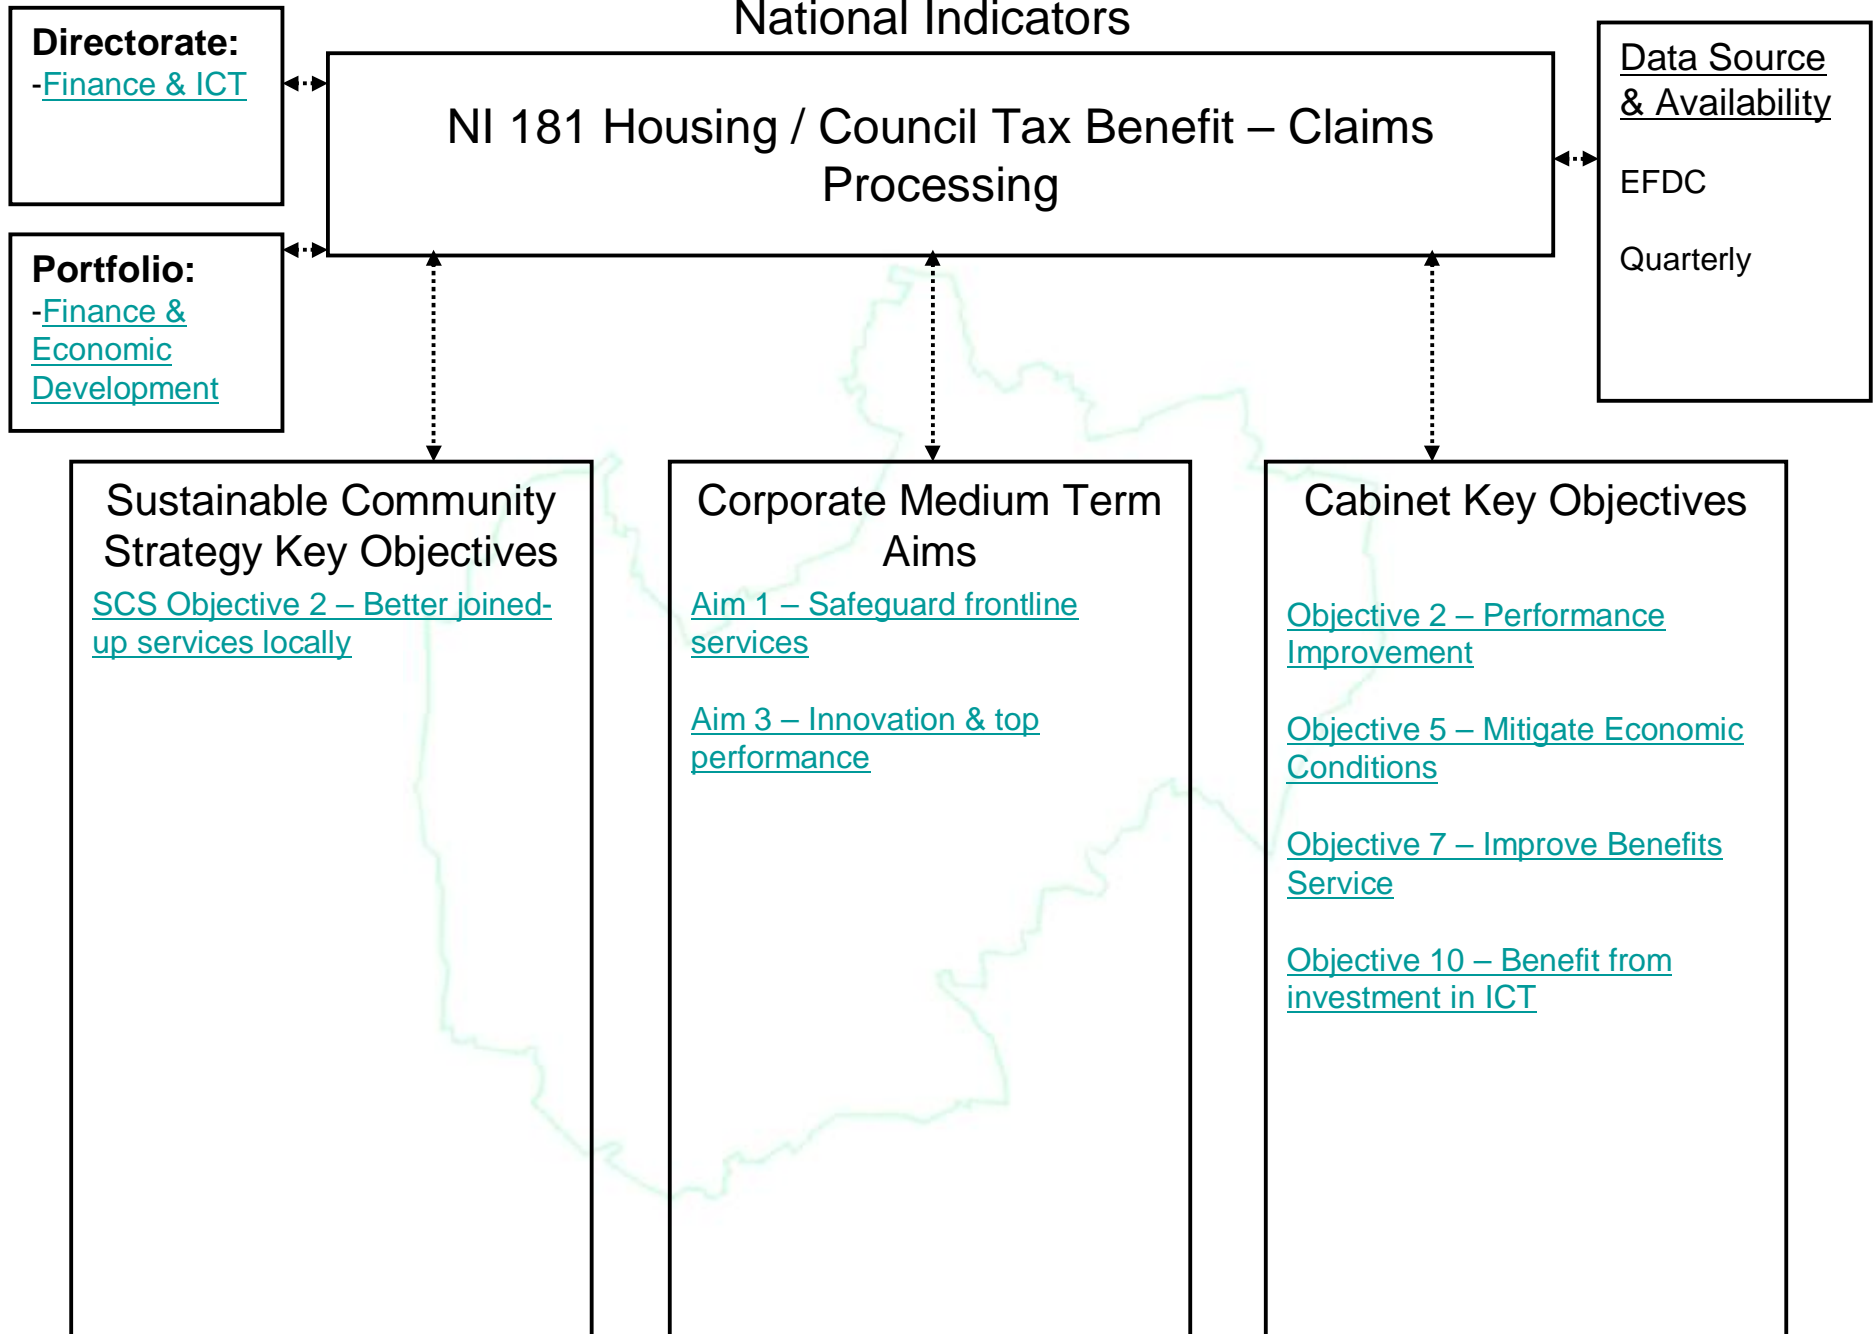 National Indicators
Directorate:
-Finance & ICT
NI 181 Housing / Council Tax Benefit – Claims
Processing
Data Source
& Availability
EFDC
Quarterly
Portfolio:
-Finance &
Economic
Development
Sustainable Community
Strategy Key Objectives
SCS Objective 2 – Better joined-
up services locally
Corporate Medium Term
Aims
Aim 1 – Safeguard frontline
services
Aim 3 – Innovation & top
performance
Cabinet Key Objectives
Objective 2 – Performance
Improvement
Objective 5 – Mitigate Economic
Conditions
Objective 7 – Improve Benefits
Service
Objective 10 – Benefit from
investment in ICT